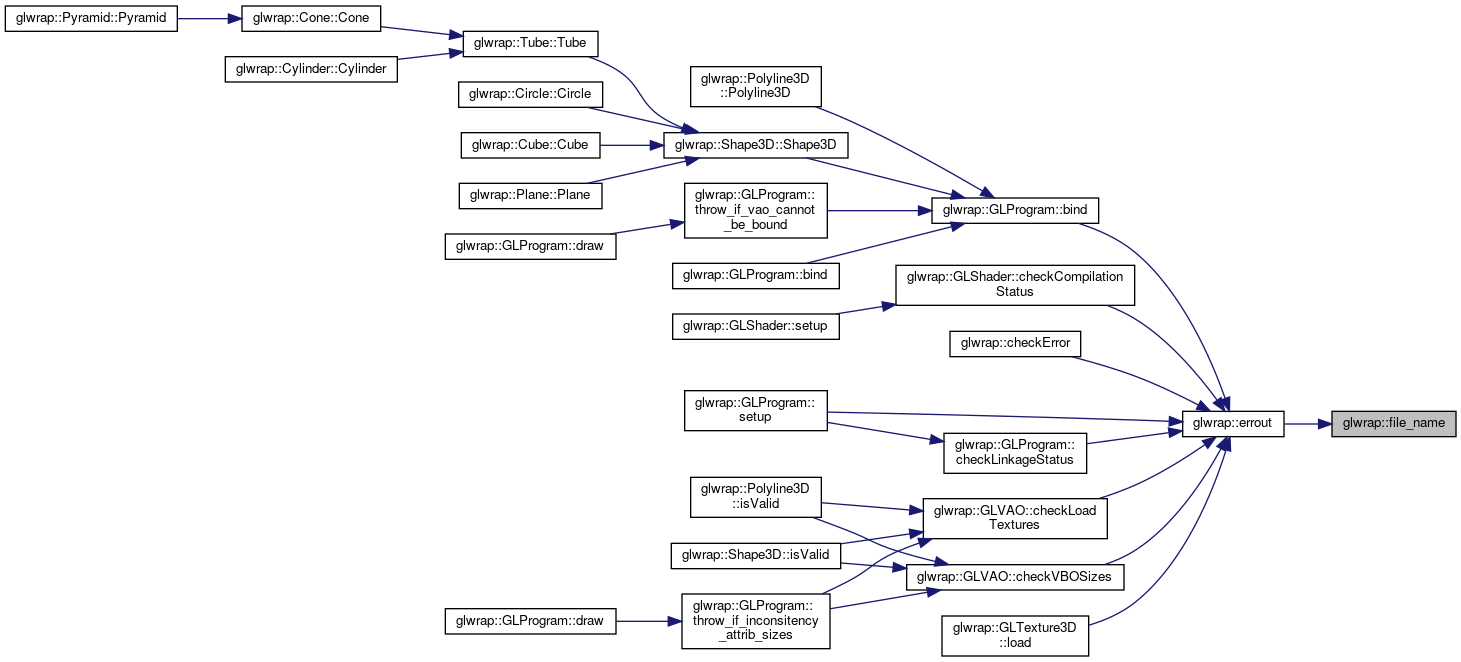 glwrap::Pyramid::Pyramid
glwrap::Cone::Cone
glwrap::Tube::Tube
glwrap::Cylinder::Cylinder
glwrap::Polyline3D
::Polyline3D
glwrap::Circle::Circle
glwrap::Shape3D::Shape3D
glwrap::Cube::Cube
glwrap::Plane::Plane
glwrap::GLProgram::
throw_if_vao_cannot
_be_bound
glwrap::GLProgram::bind
glwrap::GLProgram::draw
glwrap::GLProgram::bind
glwrap::GLShader::checkCompilation
Status
glwrap::GLShader::setup
glwrap::checkError
glwrap::GLProgram::
setup
glwrap::errout
glwrap::file_name
glwrap::GLProgram::
checkLinkageStatus
glwrap::Polyline3D
::isValid
glwrap::GLVAO::checkLoad
Textures
glwrap::Shape3D::isValid
glwrap::GLVAO::checkVBOSizes
glwrap::GLProgram::draw
glwrap::GLProgram::
throw_if_inconsitency
_attrib_sizes
glwrap::GLTexture3D
::load